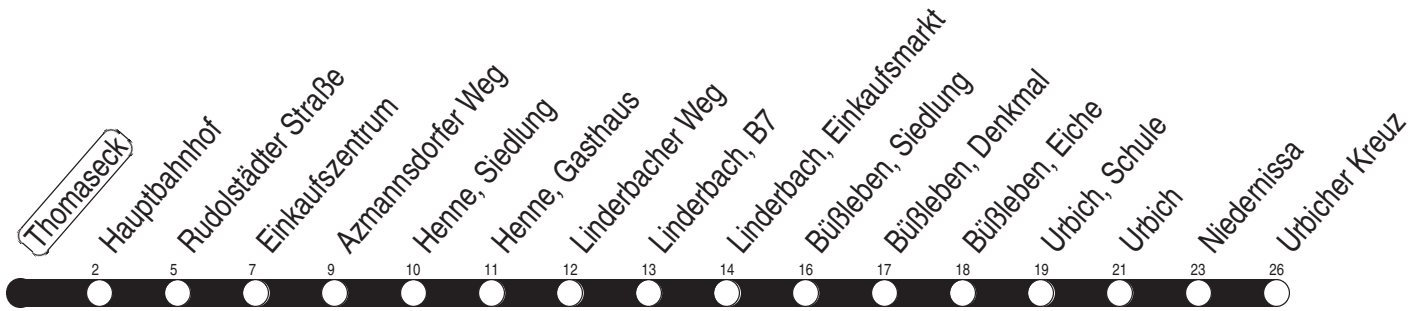 Thomaseck
Hauptbahnhof
Rudolstädter Straße
Einkaufszentrum
Azmannsdorfer Weg
Henne, Siedlung
Henne, Gasthaus
Linderbacher Weg
Linderbach, B7
Linderbach, Einkaufsmarkt
Büßleben, Siedlung
Büßleben, Denkmal
Büßleben, Eiche
Urbich, Schule
Urbich
Niedernissa
Urbicher Kreuz
2 5 7 9 10 11 12 13 14 16 17 18 19 21 23 26